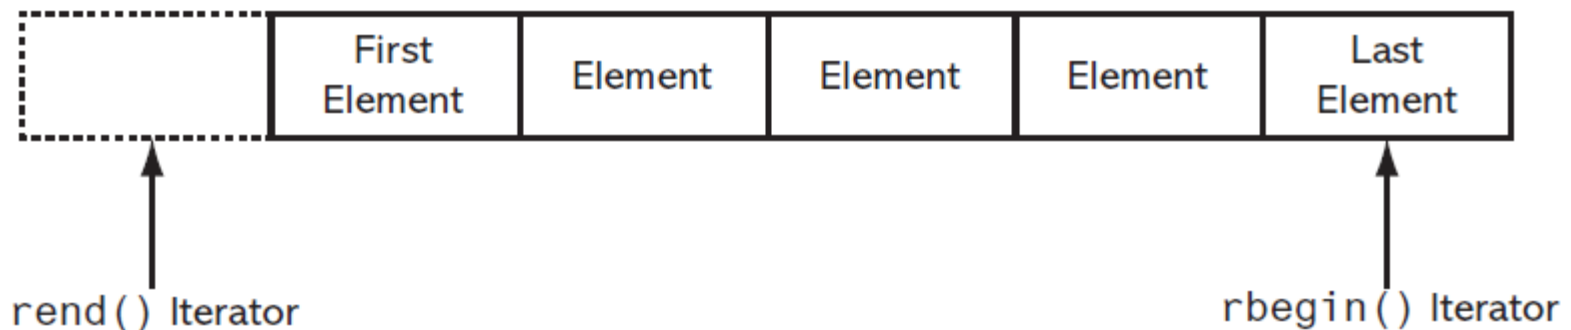 First
Element
Element
Element
Element
Last
Element
rend() Iterator
rbegin() Iterator